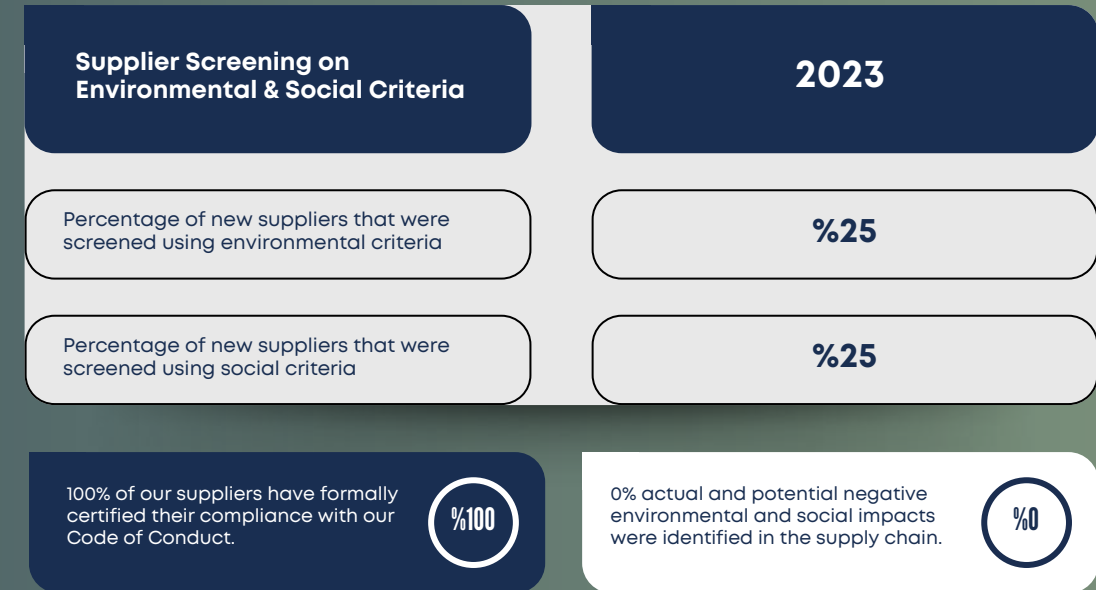 Supplier Screening on
Environmental & Social Criteria
2023
Percentage of new suppliers that were
screened using environmental criteria
%25
Percentage of new suppliers that were
screened using social criteria
%25
100% of our suppliers have formally
certified their compliance with our
Code of Conduct.
%100
0% actual and potential negative
environmental and social impacts
were identified in the supply chain.
%0